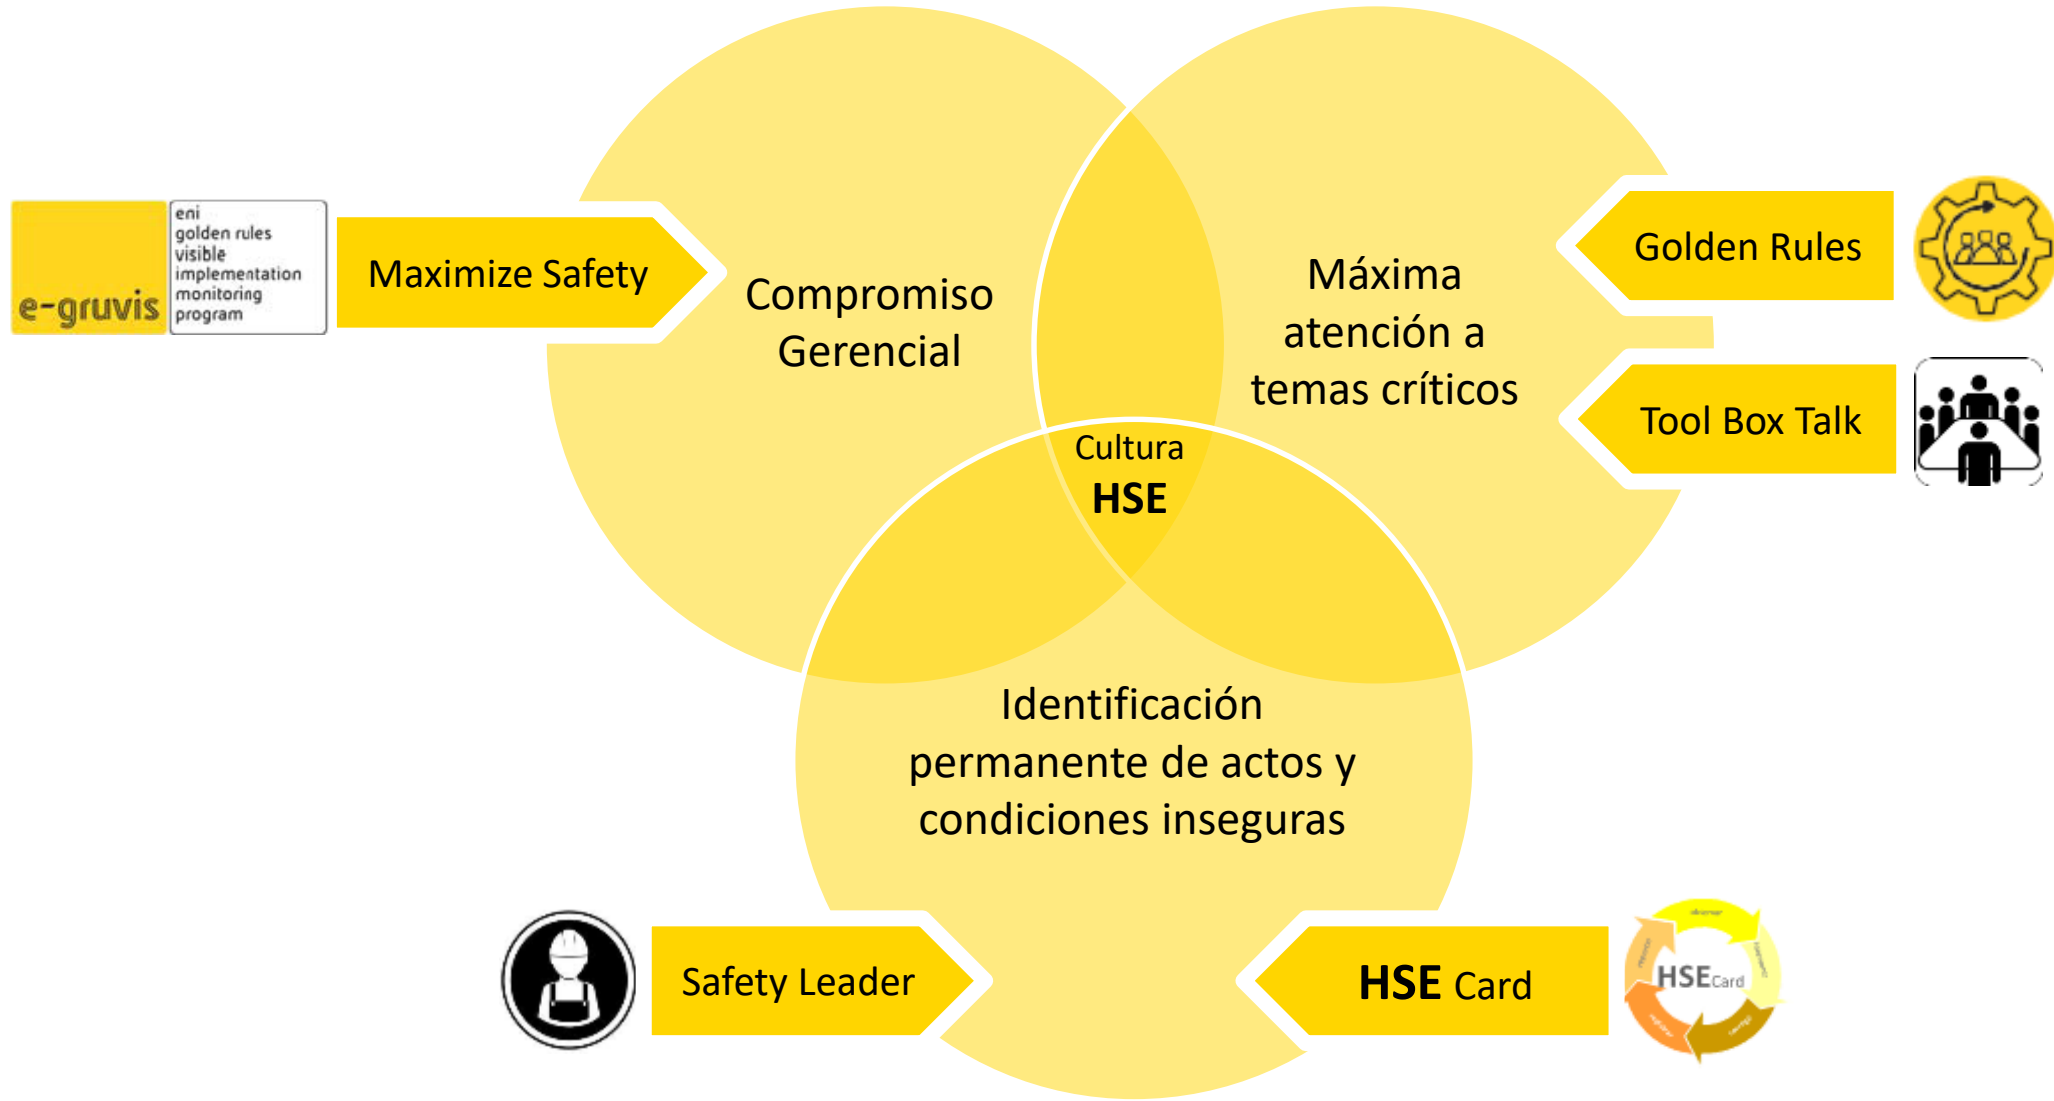 eni
golden rules
visible
implementation
monitoring
program
e-gruvis
Maximize Safety
Compromiso
Gerencial
Máxima
atención a
temas críticos
Golden Rules
Tool Box Talk
Cultura
HSE
Identificación
permanente de actos y
condiciones inseguras
Safety Leader
HSE Card
HSECard